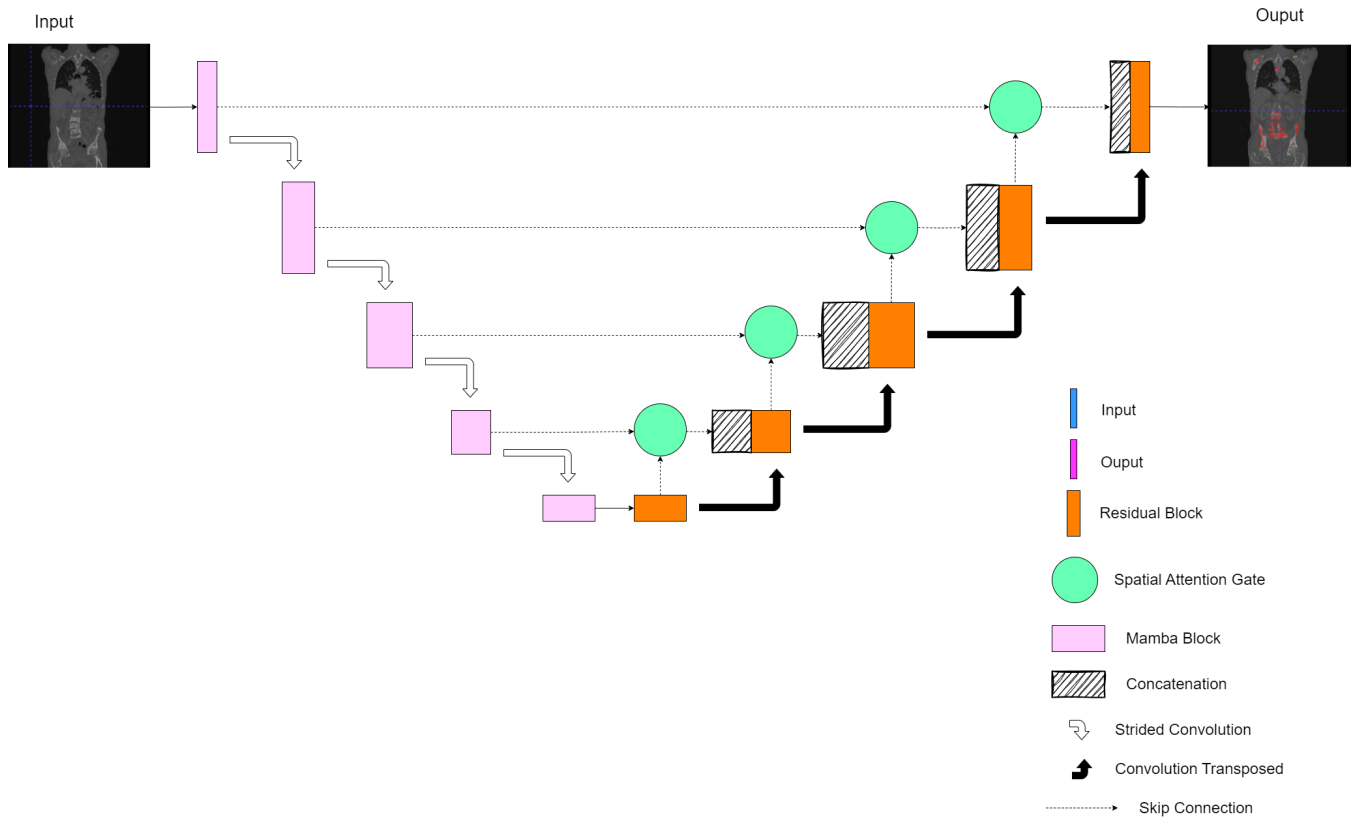 Input
Ouput
Input
Ouput
Residual Block
Spatial Attention Gate
Mamba Block
Concatenation
Strided Convolution
Convolution Transposed
Skip Connection